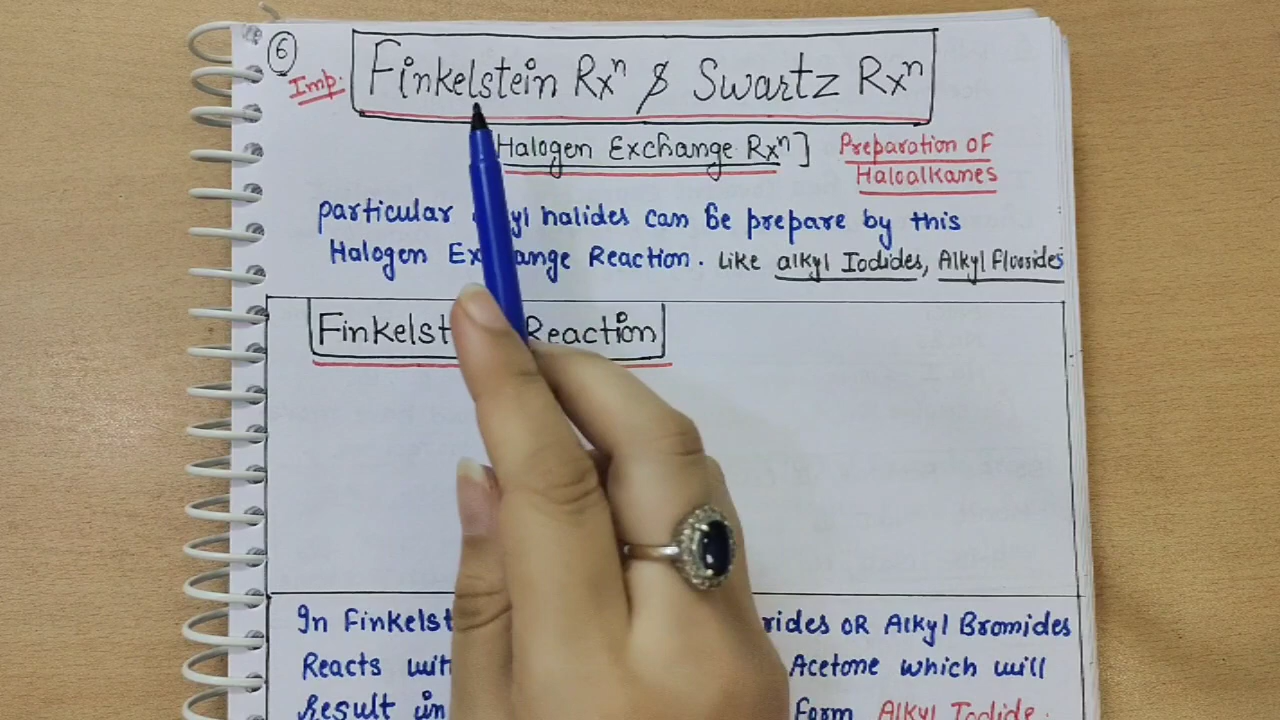 6
Imp.
Finkelstein Rxⁿ & Swartz Rxⁿ
Halogen Exchange Rxⁿ]
Preparation of
Haloalkanes
particular yl halides can be prepare by this
Halogen Ex ange Reaction. Like alkyl Iodides, Alkyl Fluorides
Finkelst Reaction
In Finkelst rides OR Alkyl Bromides
Reacts wit Acetone which will
Result in Form Alkyl Iodide.